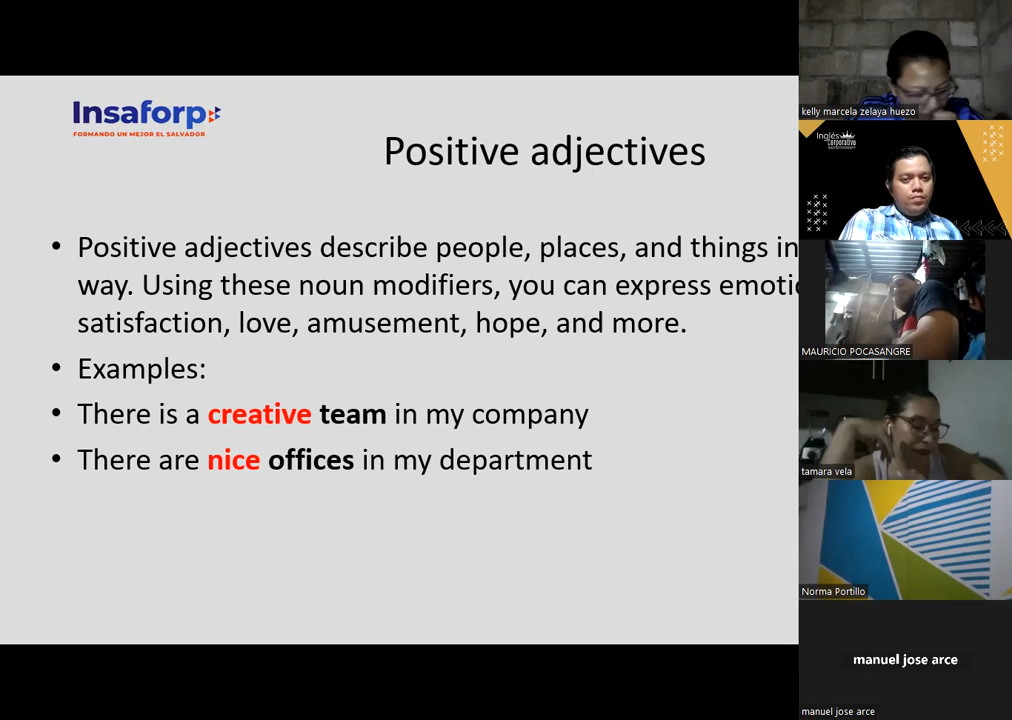 Insaforp
FORMANDO UN MEJOR EL SALVADOR
Positive adjectives
• Positive adjectives describe people, places, and things in
way. Using these noun modifiers, you can express emotio
satisfaction, love, amusement, hope, and more.
• Examples:
• There is a creative team in my company
• There are nice offices in my department
kelly marcela zelaya huezo
Inglés
Corporativo
MAURICIO POCASANGRE
tamara vela
Norma Portillo
manuel jose arce
manuel jose arce